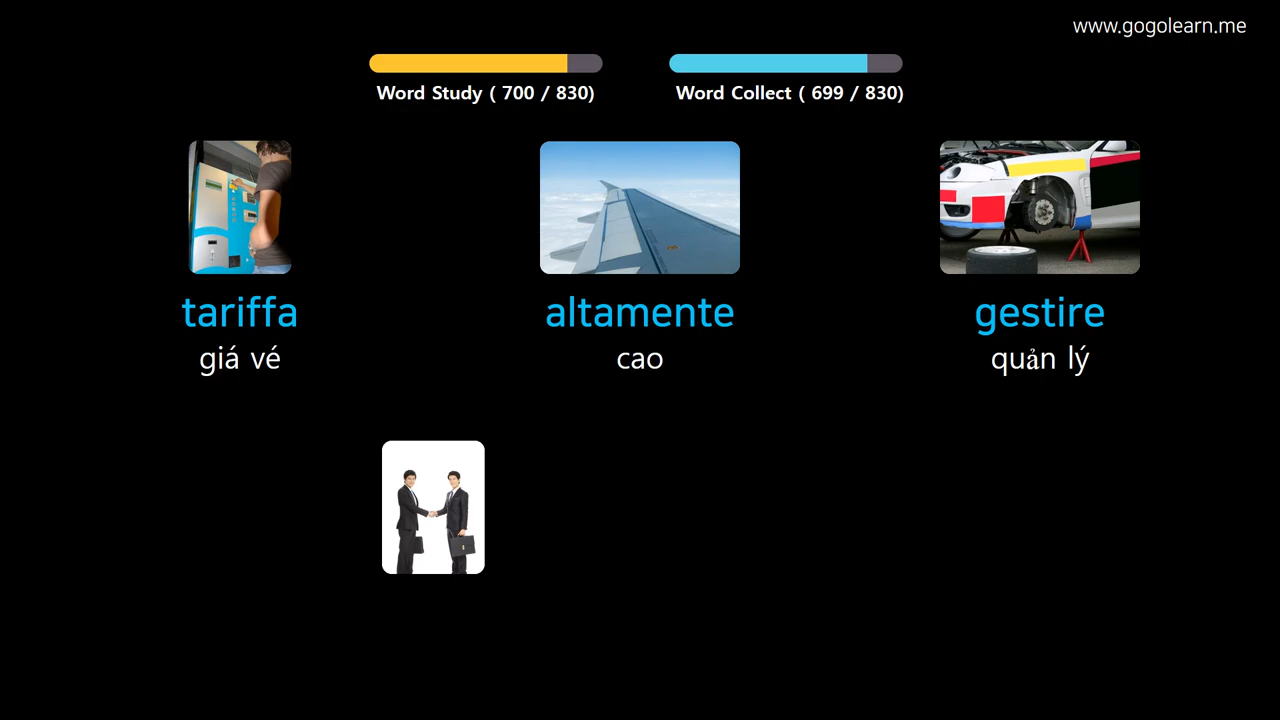 www.gogolearn.me
Word Study ( 700 / 830)
Word Collect ( 699 / 830)
tariffa
giá vé
altamente
cao
gestire
quản lý